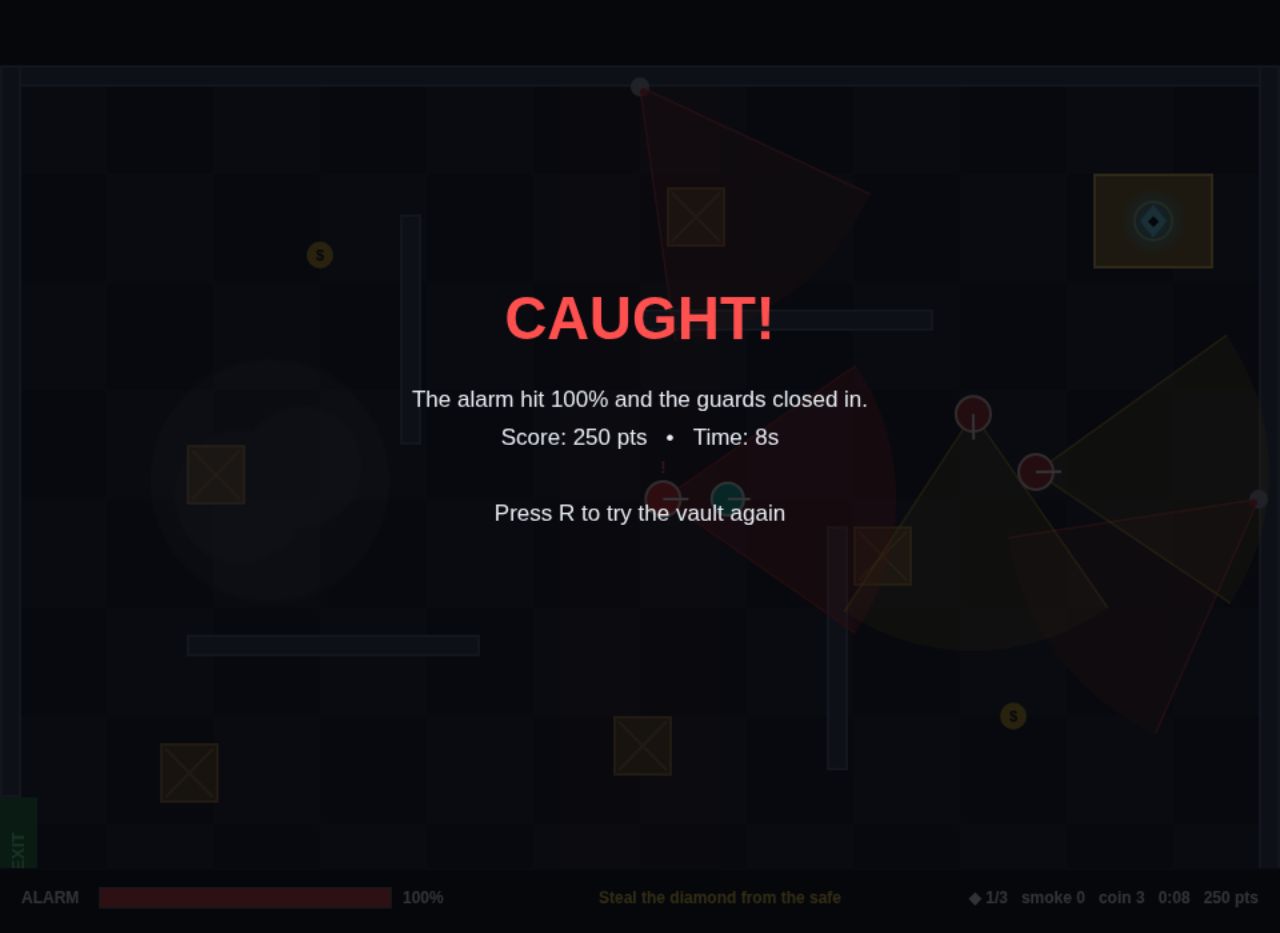 $
CAUGHT!
The alarm hit 100% and the guards closed in.
Score: 250 pts • Time: 8s
!
Press R to try the vault again
$
EXIT
ALARM 100% Steal the diamond from the safe ◆ 1/3 smoke 0 coin 3 0:08 250 pts